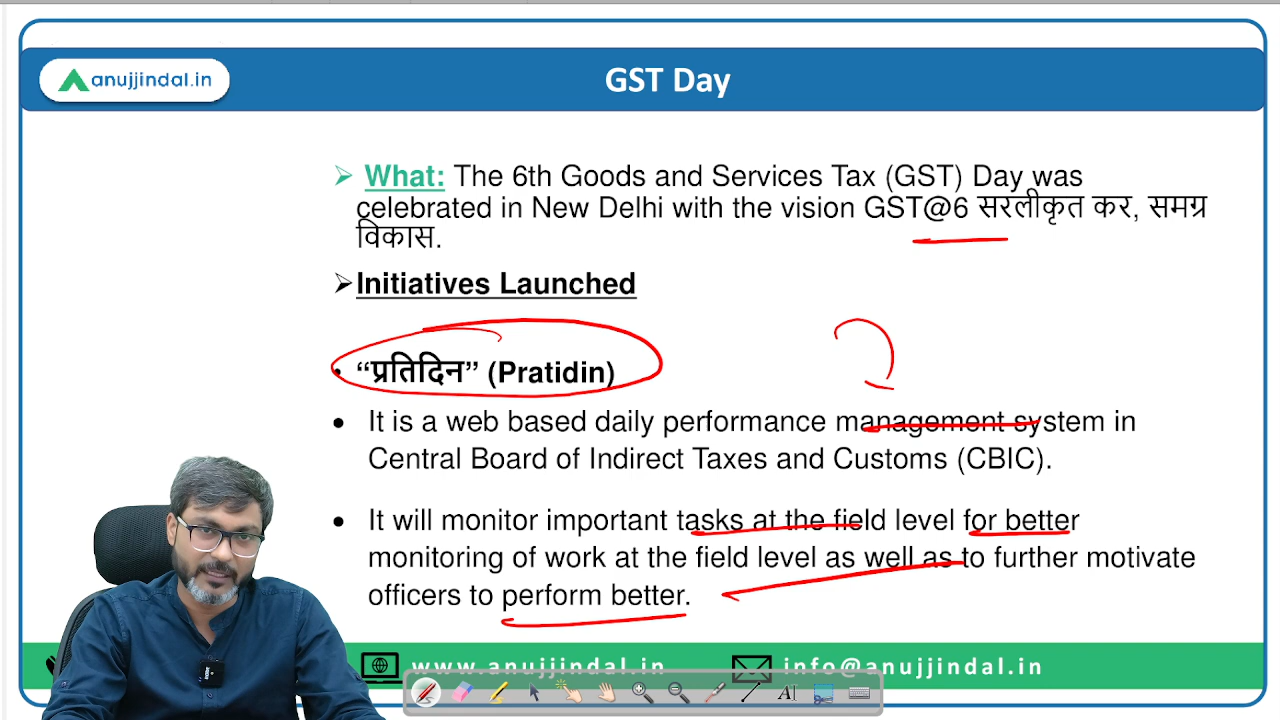 anujjindal.in
GST Day
What: The 6th Goods and Services Tax (GST) Day was
celebrated in New Delhi with the vision GST@6 सरलीकृत कर, समग्र
विकास.
Initiatives Launched
• “प्रतिदिन” (Pratidin)
• It is a web based daily performance management system in
Central Board of Indirect Taxes and Customs (CBIC).
• It will monitor important tasks at the field level for better
monitoring of work at the field level as well as to further motivate
officers to perform better.
www.anujjindal.in info@anujjindal.in